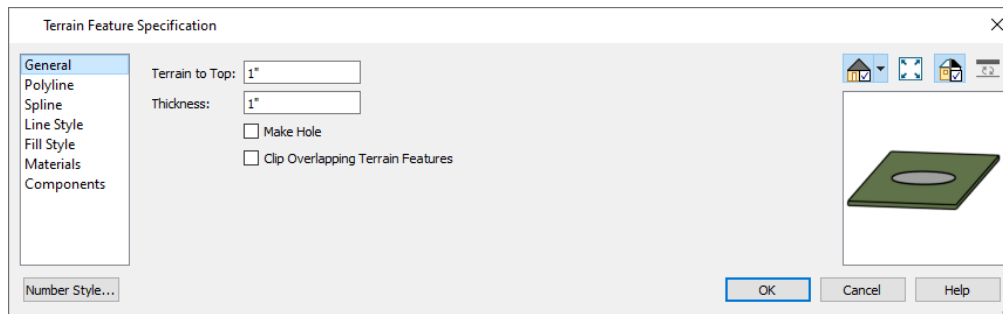 Terrain Feature Specification
General
Polyline
Spline
Line Style
Fill Style
Materials
Components
Terrain to Top: 1"
Thickness: 1"
Make Hole
Clip Overlapping Terrain Features
Number Style...
OK
Cancel
Help